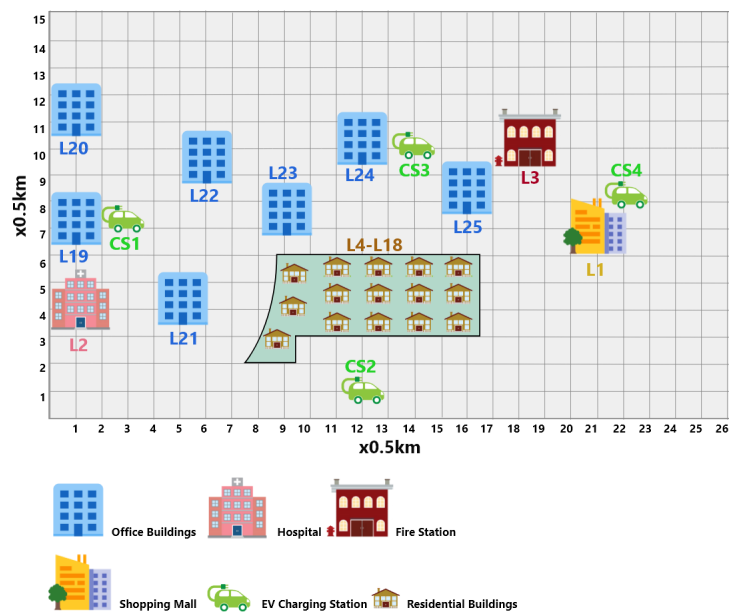 15
14
13
12
11
10
9
8
7
6
5
4
3
2
1
x0.5km
L20
L22
L23
L24
CS3
L3
CS4
L19
CS1
L25
L4-L18
L1
L2
L21
CS2
1 2 3 4 5 6 7 8 9 10 11 12 13 14 15 16 17 18 19 20 21 22 23 24 25 26
x0.5km
Office Buildings Hospital Fire Station
Shopping Mall EV Charging Station Residential Buildings